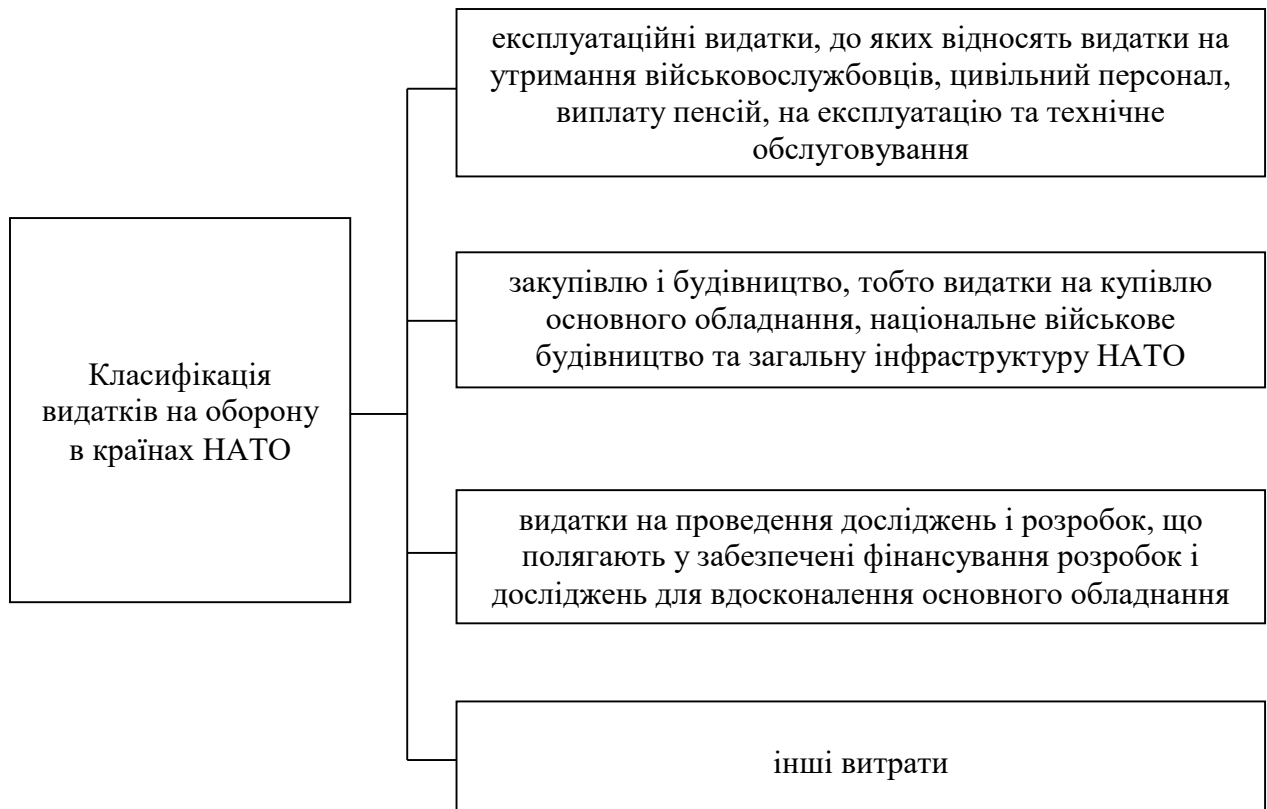 експлуатаційні видатки, до яких відносять видатки на
утримання військовослужбовців, цивільний персонал,
виплату пенсій, на експлуатацію та технічне
обслуговування
Класифікація
видатків на оборону
в країнах НАТО
закупівлю і будівництво, тобто видатки на купівлю
основного обладнання, національне військове
будівництво та загальну інфраструктуру НАТО
видатки на проведення досліджень і розробок, що
полягають у забезпечені фінансування розробок і
досліджень для вдосконалення основного обладнання
інші витрати